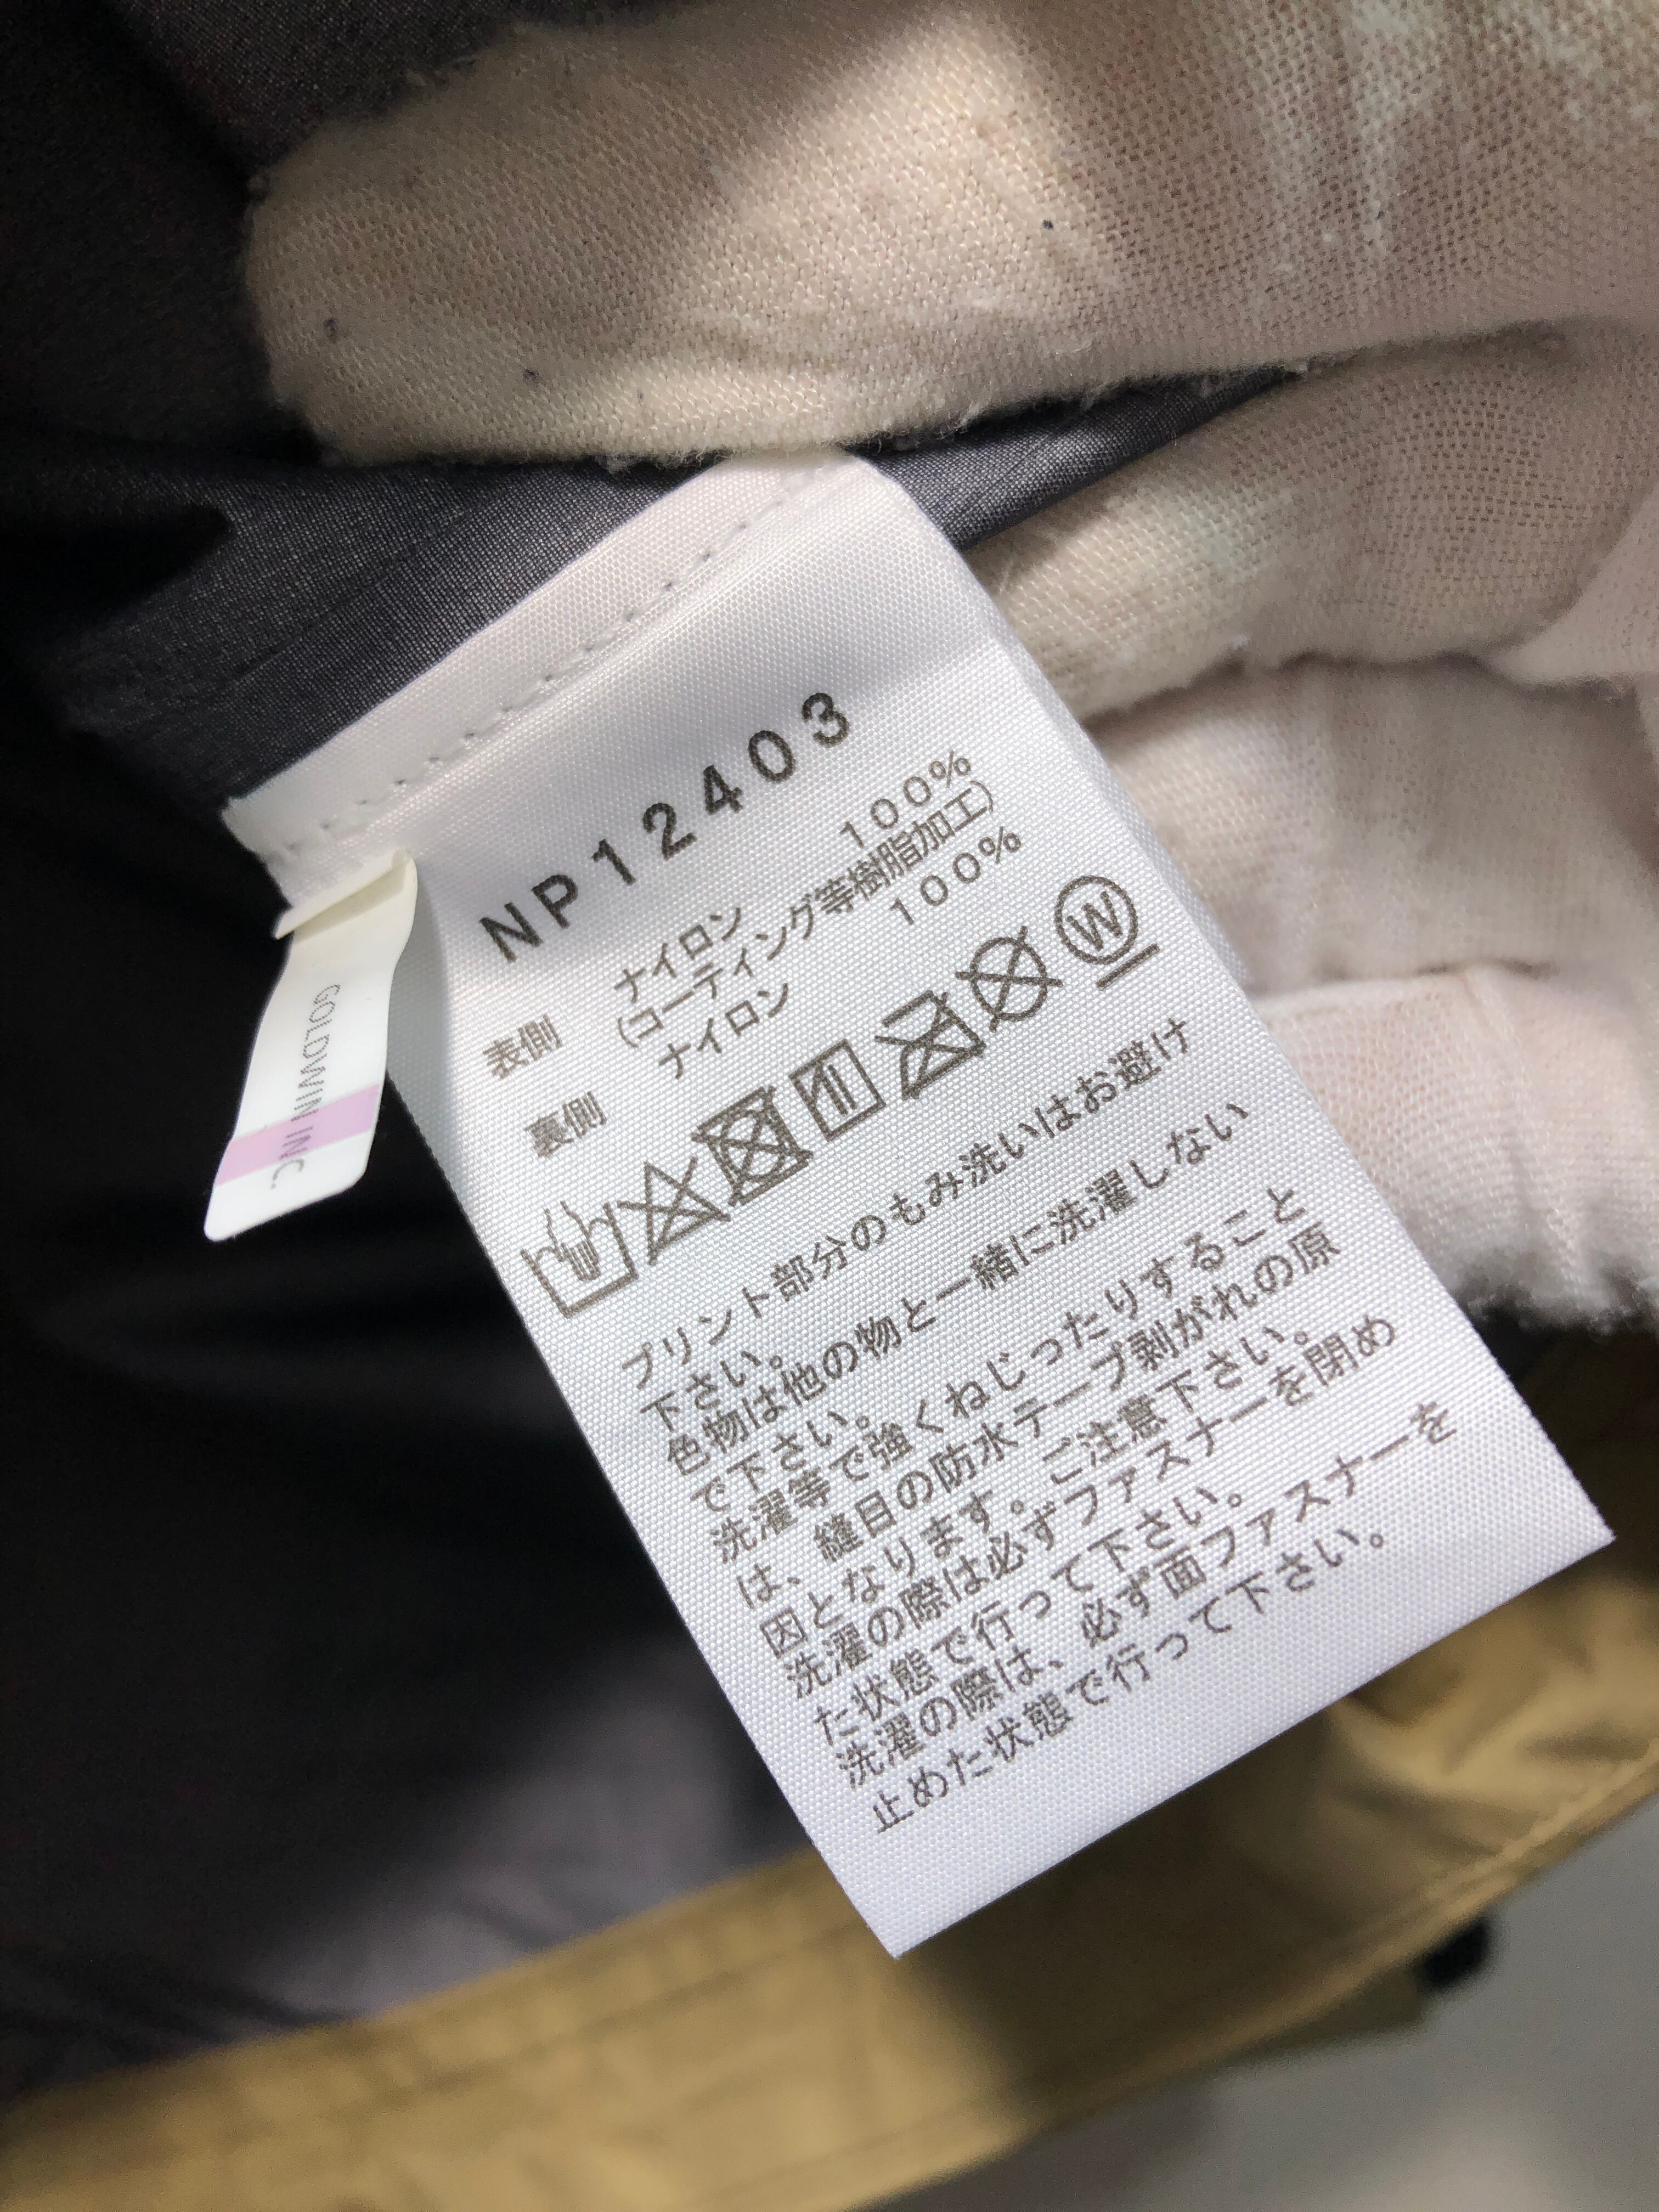 NP12403
表側 ナイロン 100%
(コーティング等樹脂加工)
裏側 ナイロン 100%
W
プリント部分のもみ洗いはお避け
下さい。
色物は他の物と一緒に洗濯しない
で下さい。
洗濯等で強くねじったりすること
は、縫目の防水テープ剥がれの原
因となります。ご注意下さい。
洗濯の際は必ずファスナーを閉め
た状態で行って下さい。
洗濯の際は、必ず面ファスナーを
止めた状態で行って下さい。
GOLDWIN INC.